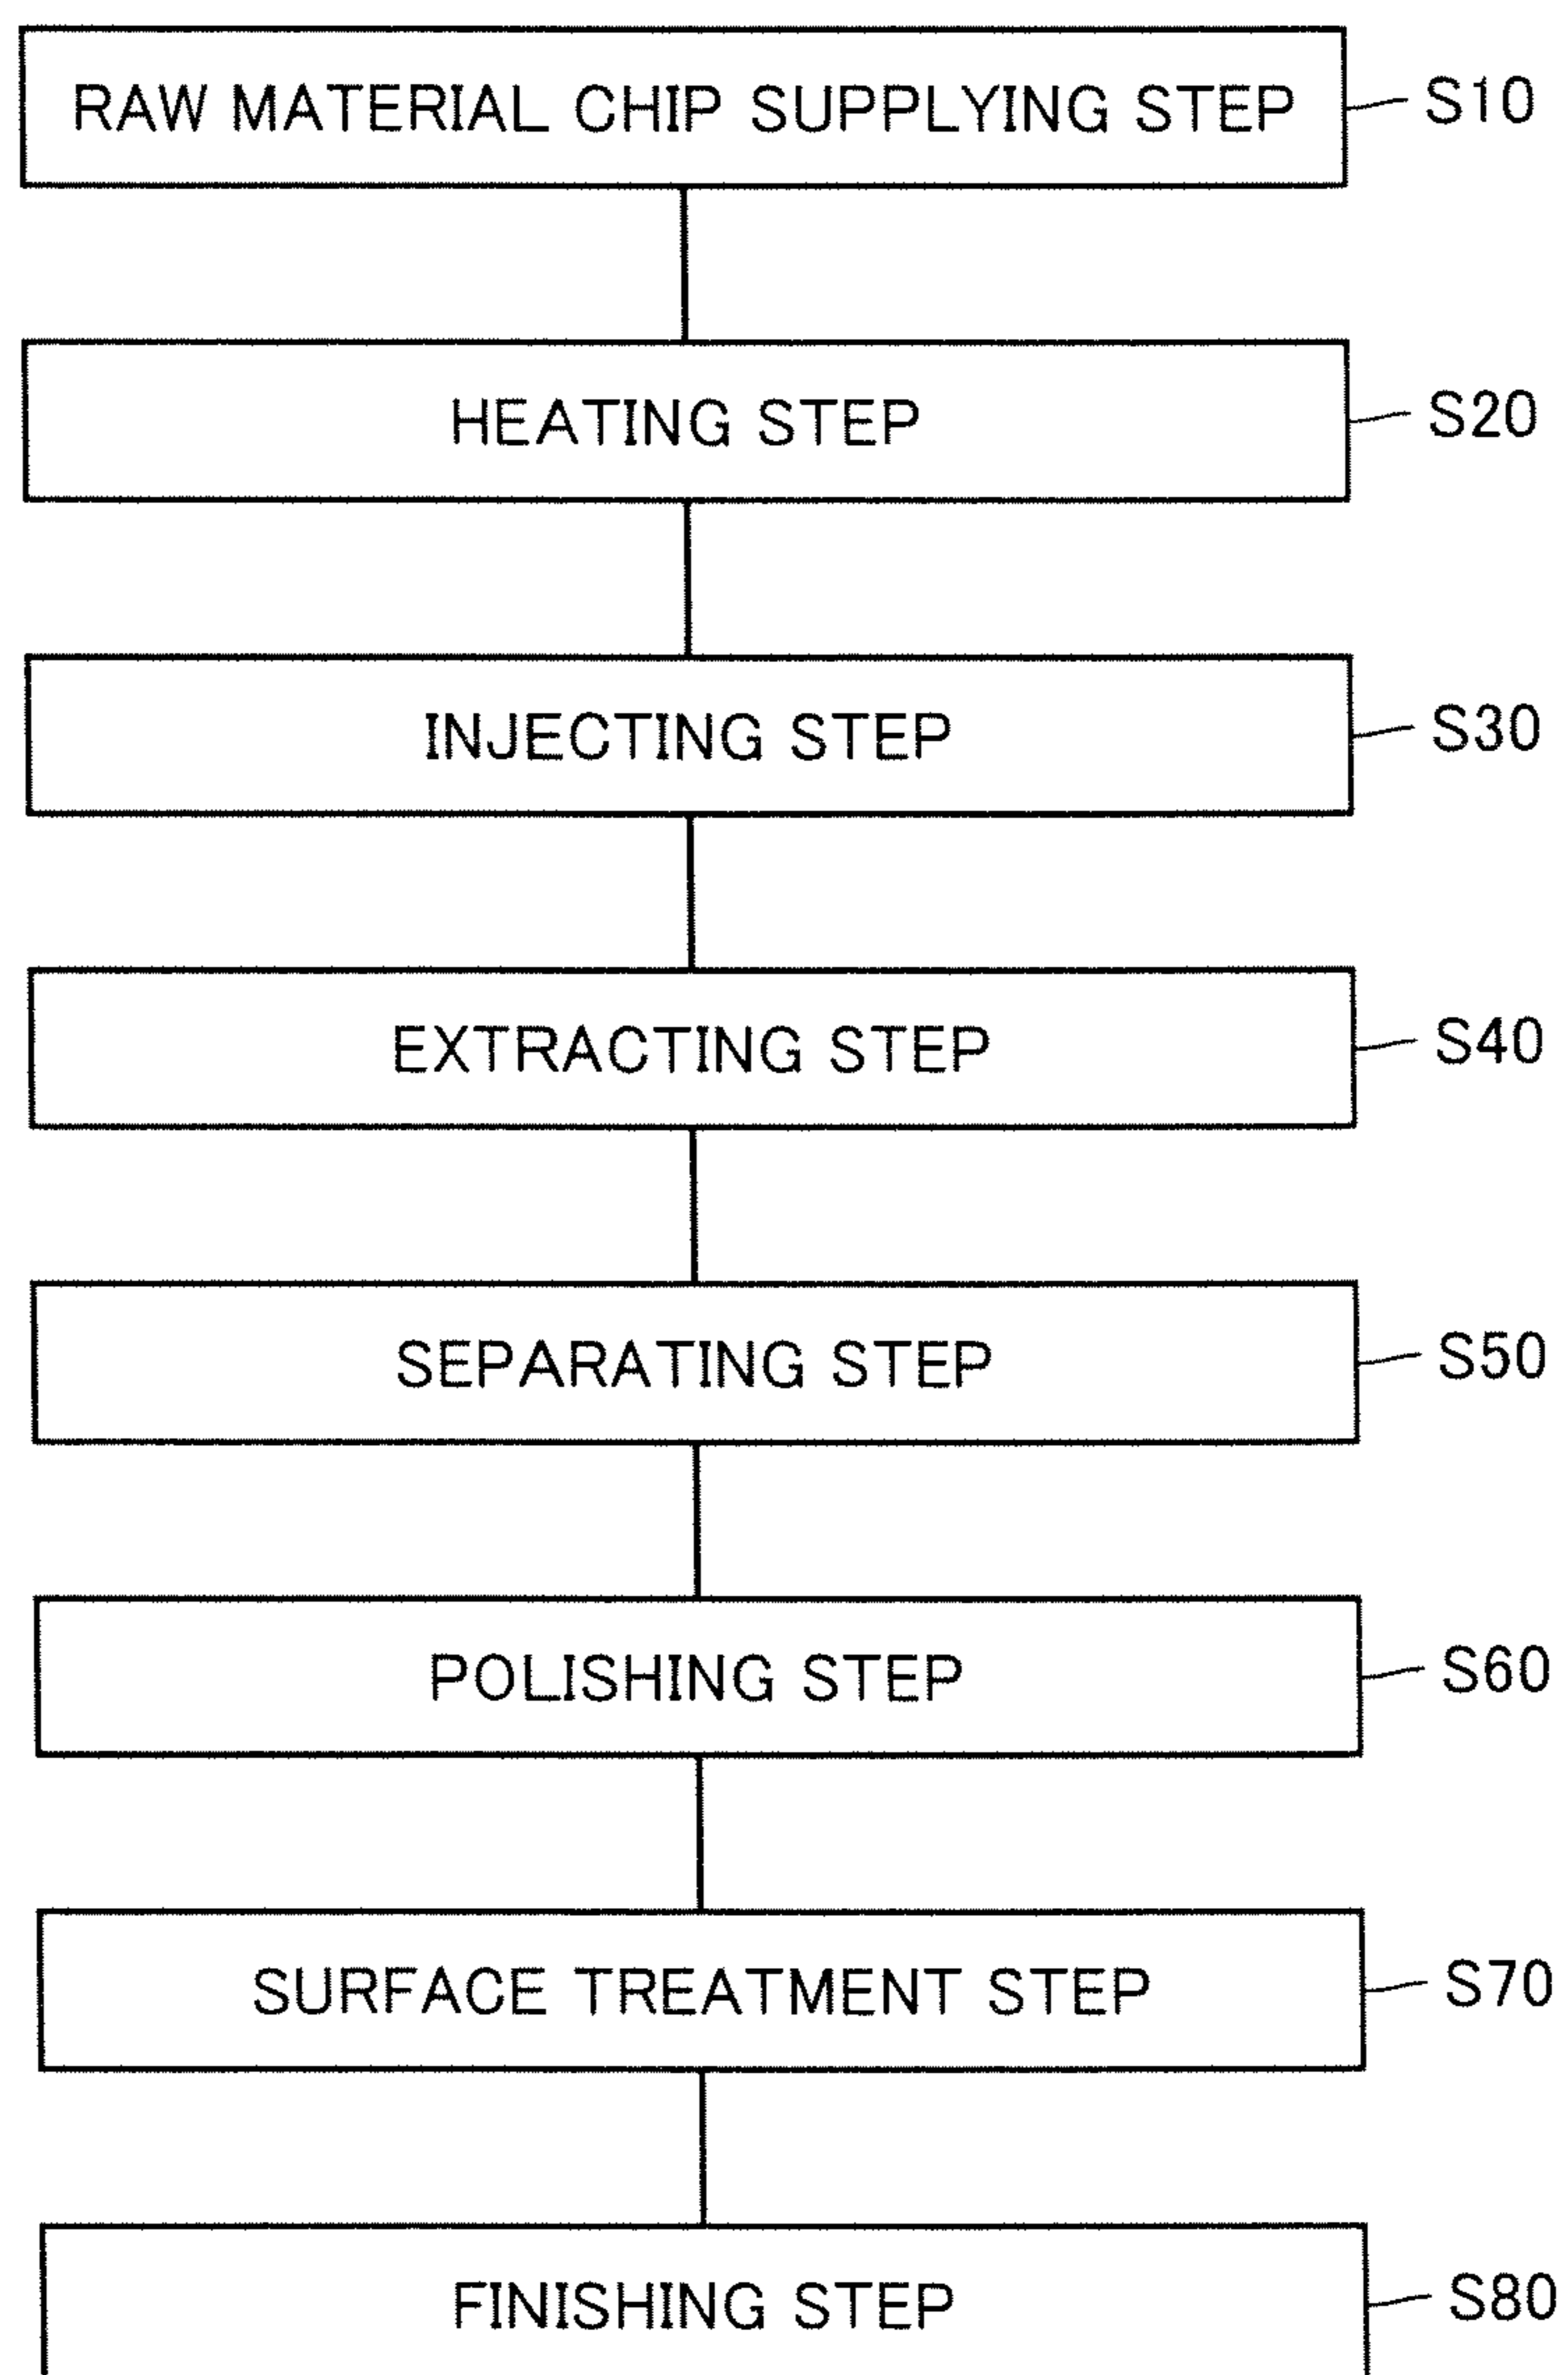 RAW MATERIAL CHIP SUPPLYING STEP S10
HEATING STEP S20
INJECTING STEP S30
EXTRACTING STEP S40
SEPARATING STEP S50
POLISHING STEP S60
SURFACE TREATMENT STEP S70
FINISHING STEP S80